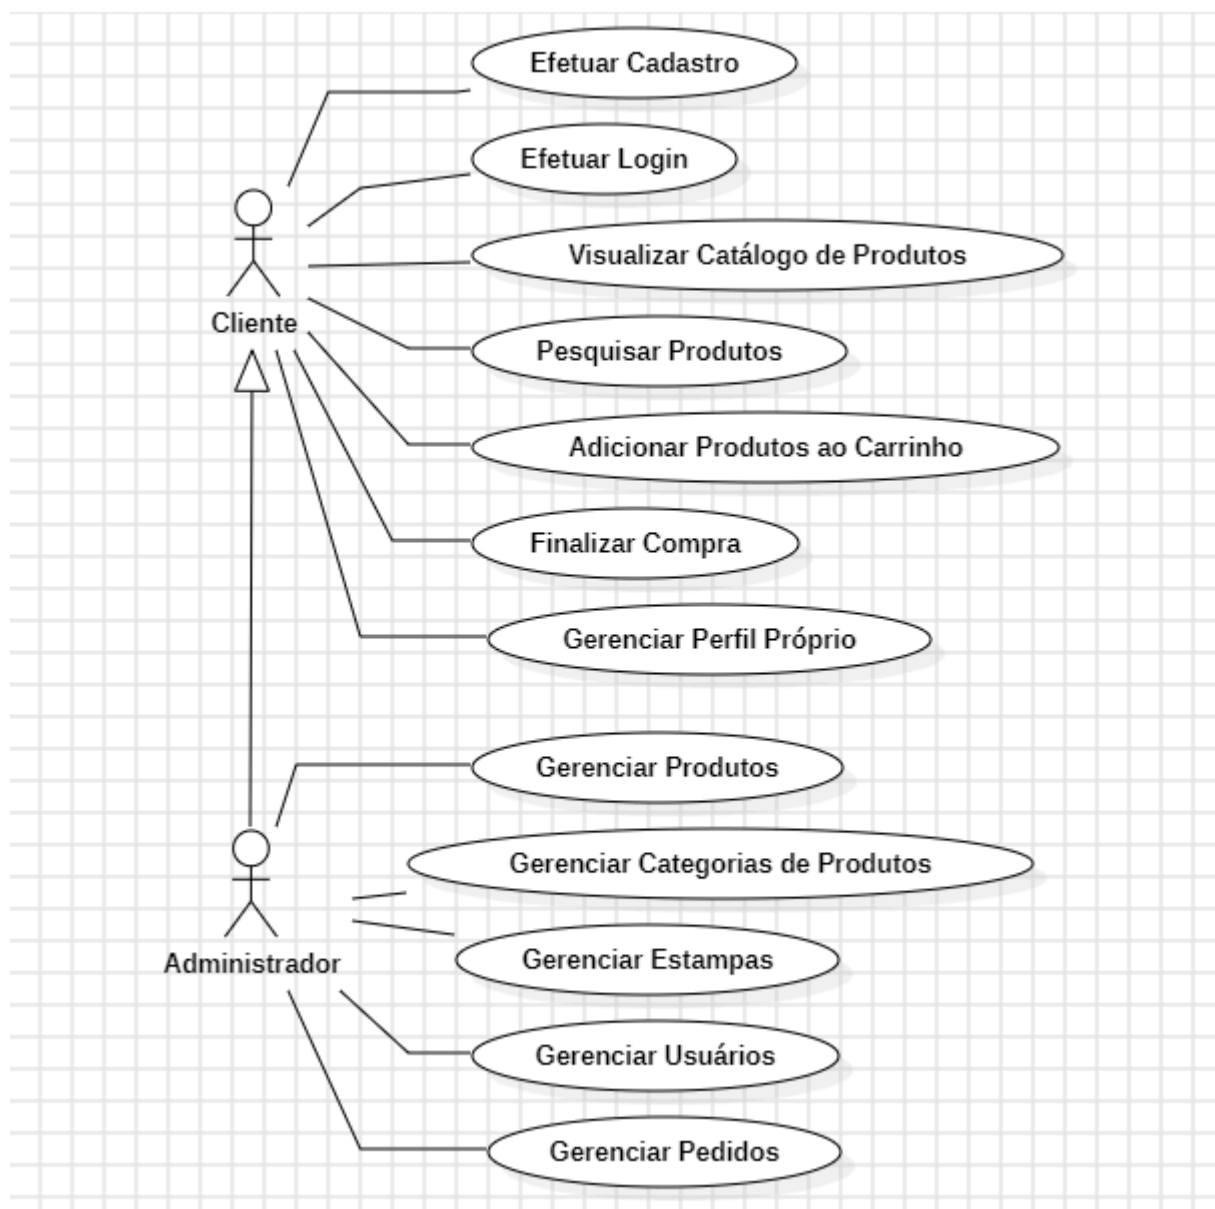 Efetuar Cadastro
Efetuar Login
Visualizar Catálogo de Produtos
Cliente
Pesquisar Produtos
Adicionar Produtos ao Carrinho
Finalizar Compra
Gerenciar Perfil Próprio
Gerenciar Produtos
Gerenciar Categorias de Produtos
Gerenciar Estampas
Administrador
Gerenciar Usuários
Gerenciar Pedidos